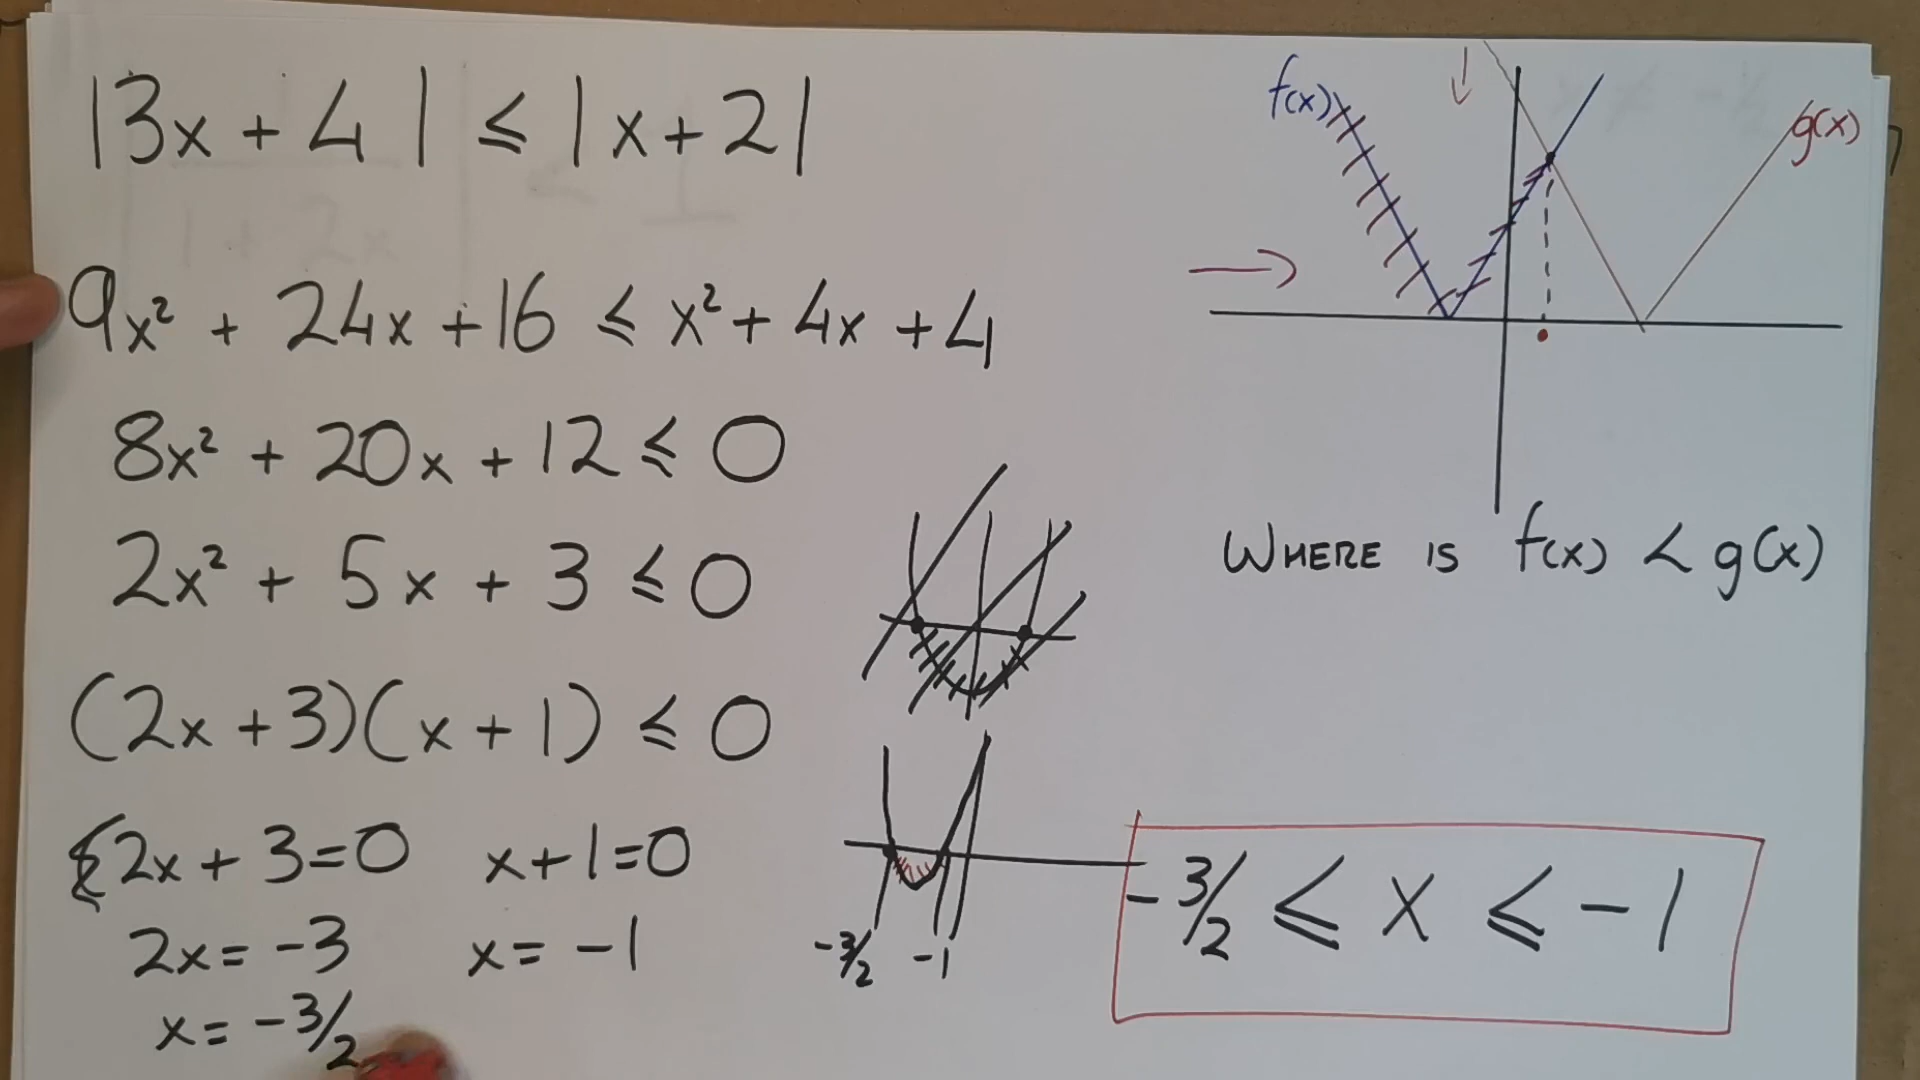 |3x + 4| ≤ |x + 2|
9x² + 24x + 16 ≤ x² + 4x + 4
8x² + 20x + 12 ≤ 0
2x² + 5x + 3 ≤ 0
(2x + 3)(x + 1) ≤ 0
2x + 3 = 0 x + 1 = 0
2x = -3 x = -1
x = -3/2
-3/2 -1
f(x) g(x)
WHERE IS f(x) < g(x)
-3/2 ≤ x ≤ -1